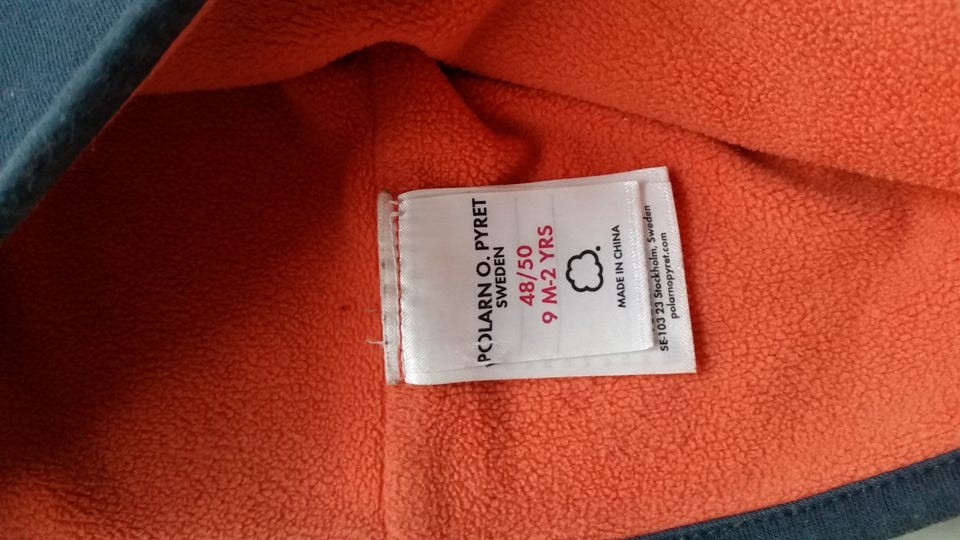 POLARN O. PYRET
SWEDEN
48/50
9 M-2 YRS
MADE IN CHINA
SE-103 23 Stockholm, Sweden
polarnopyret.com